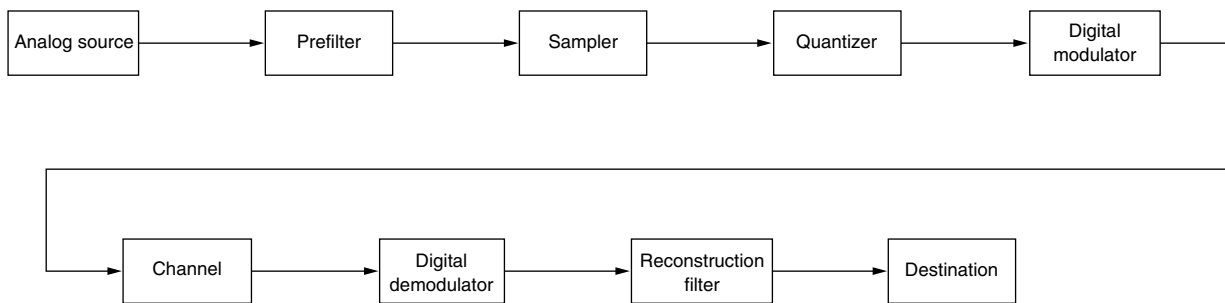 Analog source
Prefilter
Sampler
Quantizer
Digital
modulator
Channel
Digital
demodulator
Reconstruction
filter
Destination